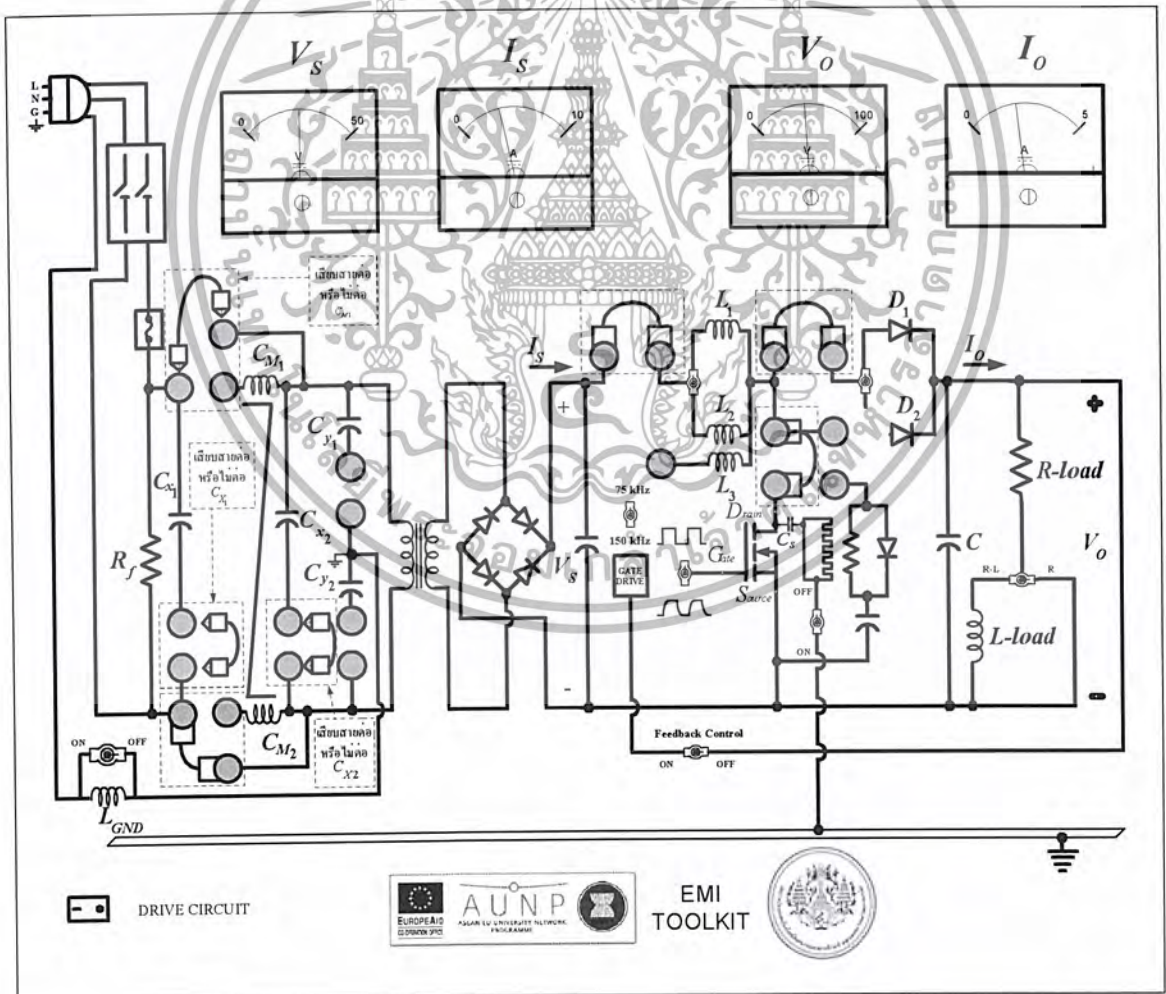 V_S
I_S
V_O
I_O
L
N
G
0 50
V
0 10
A
0 100
V
0 5
A
เสียบสายต่อ
หรือไม่ต่อ
C_M1
C_M1
I_S
L_1
D_1
I_O
C_y1
L_2
D_2
+
+
เสียบสายต่อ
หรือไม่ต่อ
C_X1
L_3
R-load
C_x1
75 kHz
Drain
R_f
C_x2
150 kHz
C_s
C
V_O
V_S
Gate
GATE
DRIVE
C_y2
Source
OFF
R-L R
L-load
ON
-
-
C_M2
เสียบสายต่อ
หรือไม่ต่อ
C_X2
Feedback Control
ON OFF
ON OFF
L_GND
DRIVE CIRCUIT
EUROPEAID
CO-OPERATION OFFICE
AUNP
ASEAN-EU UNIVERSITY NETWORK
PROGRAMME
EMI
TOOLKIT